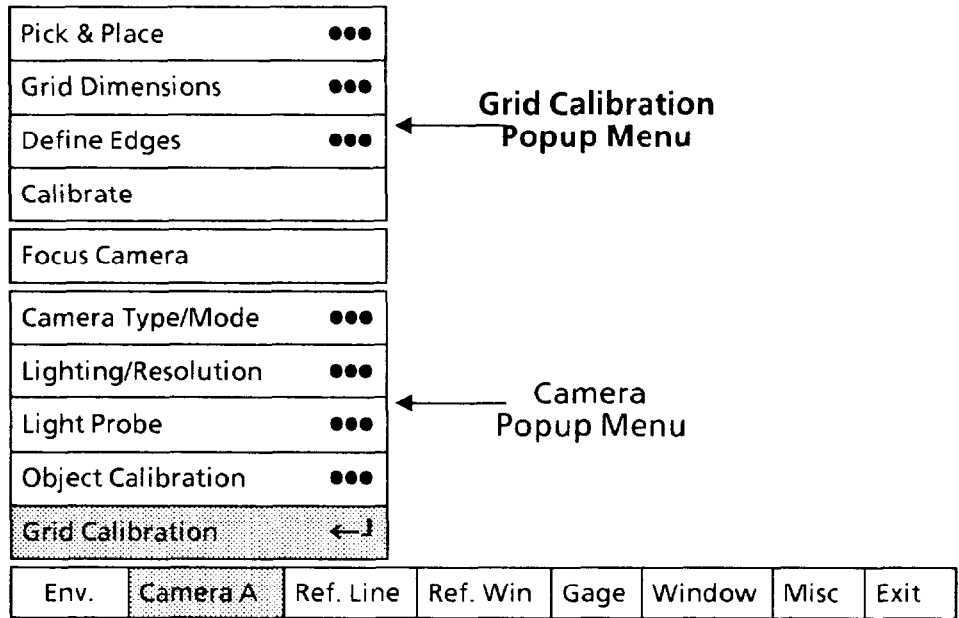 Pick & Place •••
Grid Dimensions •••
Define Edges •••
Calibrate
Grid Calibration
Popup Menu
Focus Camera
Camera Type/Mode •••
Lighting/Resolution •••
Light Probe •••
Object Calibration •••
Grid Calibration ←┘
Camera
Popup Menu
Env. Camera A Ref. Line Ref. Win Gage Window Misc Exit